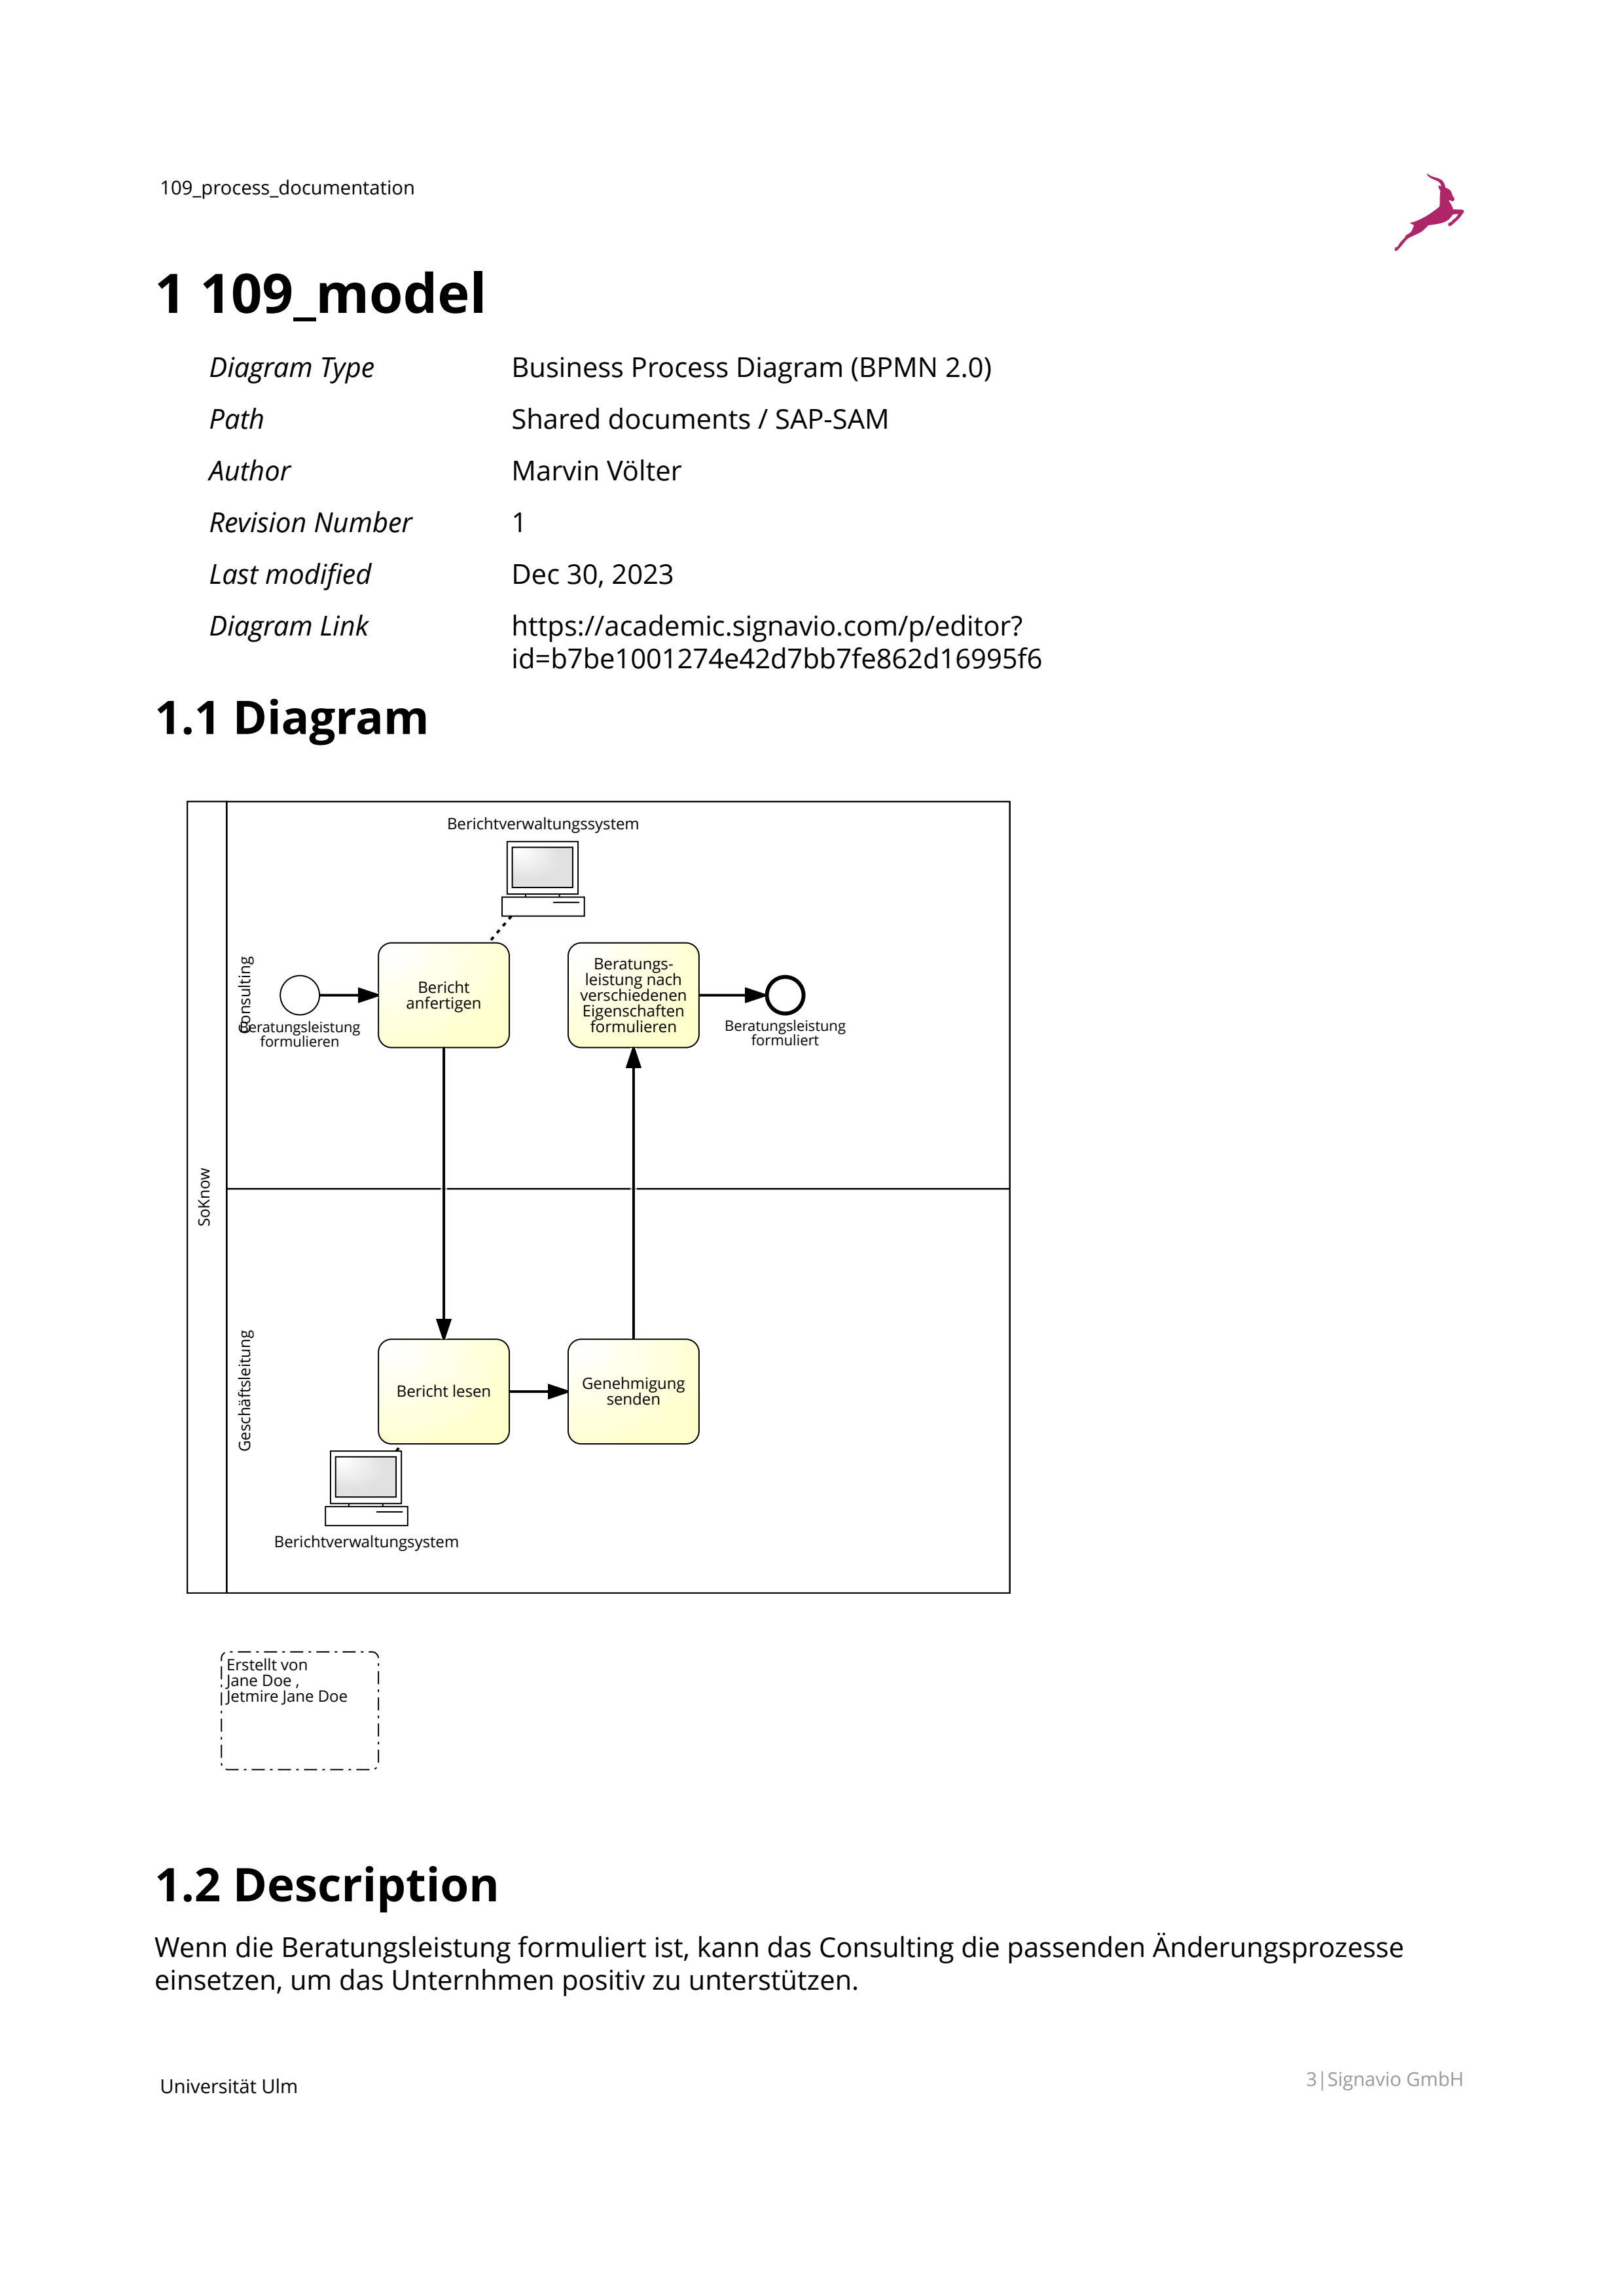 109_process_documentation
1 109_model
Diagram Type Business Process Diagram (BPMN 2.0)
Path Shared documents / SAP-SAM
Author Marvin Völter
Revision Number 1
Last modified Dec 30, 2023
Diagram Link https://academic.signavio.com/p/editor?
id=b7be1001274e42d7bb7fe862d16995f6
1.1 Diagram
SoKnow
Consulting
Berichtverwaltungssystem
Beratungsleistung
formulieren
Bericht
anfertigen
Beratungs-
leistung nach
verschiedenen
Eigenschaften
formulieren
Beratungsleistung
formuliert
Geschäftsleitung
Bericht lesen
Genehmigung
senden
Berichtverwaltungsystem
Erstellt von
Jane Doe ,
Jetmire Jane Doe
1.2 Description
Wenn die Beratungsleistung formuliert ist, kann das Consulting die passenden Änderungsprozesse
einsetzen, um das Unternhmen positiv zu unterstützen.
Universität Ulm
3|Signavio GmbH